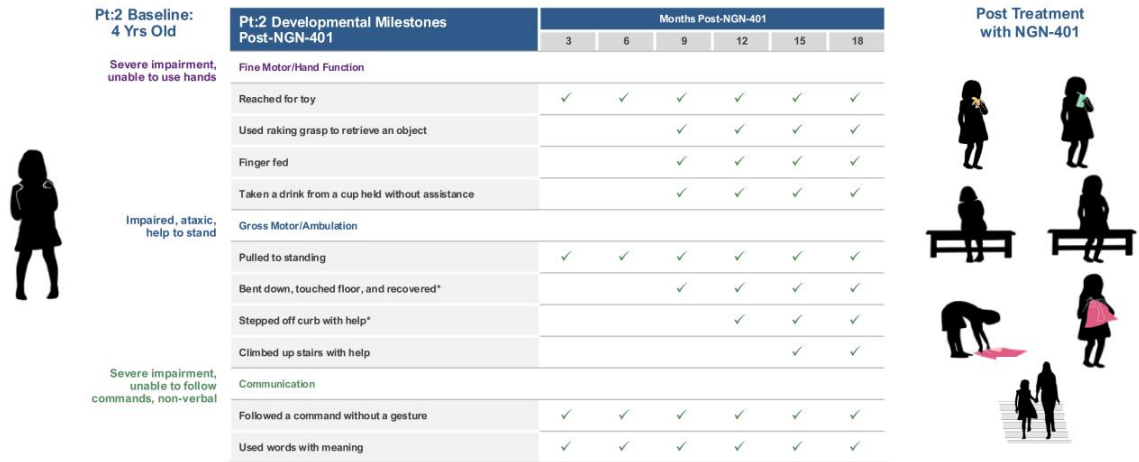 Pt:2 Baseline:
4 Yrs Old
Pt:2 Developmental Milestones
Post-NGN-401
Months Post-NGN-401
3 6 9 12 15 18
Post Treatment
with NGN-401
Severe impairment,
unable to use hands
Fine Motor/Hand Function
Reached for toy ✓ ✓ ✓ ✓ ✓ ✓
Used raking grasp to retrieve an object ✓ ✓ ✓ ✓
Finger fed ✓ ✓ ✓ ✓
Taken a drink from a cup held without assistance ✓ ✓ ✓ ✓
Impaired, ataxic,
help to stand
Gross Motor/Ambulation
Pulled to standing ✓ ✓ ✓ ✓ ✓ ✓
Bent down, touched floor, and recovered* ✓ ✓ ✓ ✓
Stepped off curb with help* ✓ ✓ ✓
Climbed up stairs with help ✓ ✓
Severe impairment,
unable to follow
commands, non-verbal
Communication
Followed a command without a gesture ✓ ✓ ✓ ✓ ✓ ✓
Used words with meaning ✓ ✓ ✓ ✓ ✓ ✓